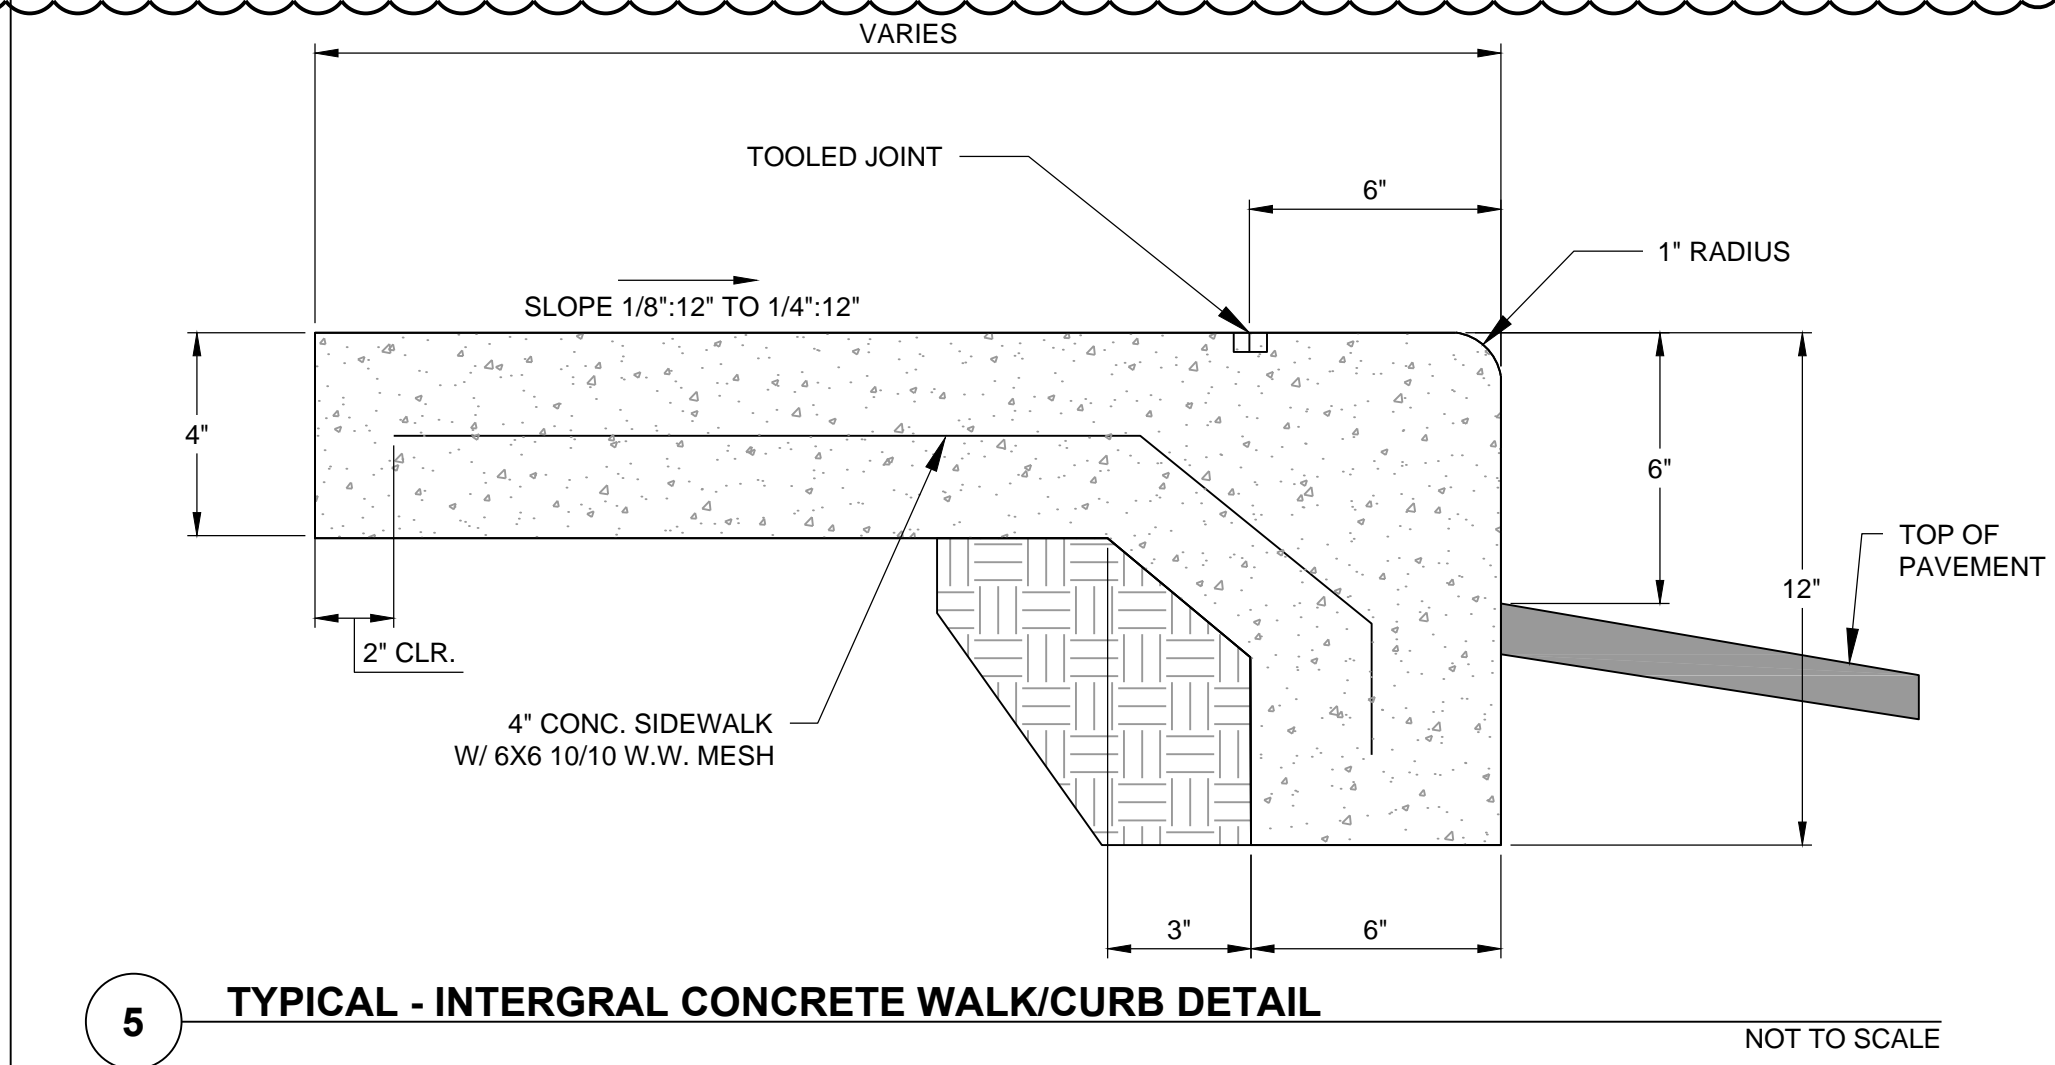 VARIES
TOOLED JOINT
6"
1" RADIUS
SLOPE 1/8":12" TO 1/4":12"
4"
6"
TOP OF
PAVEMENT
12"
2" CLR.
4" CONC. SIDEWALK
W/ 6X6 10/10 W.W. MESH
3"
6"
5
TYPICAL - INTERGRAL CONCRETE WALK/CURB DETAIL
NOT TO SCALE